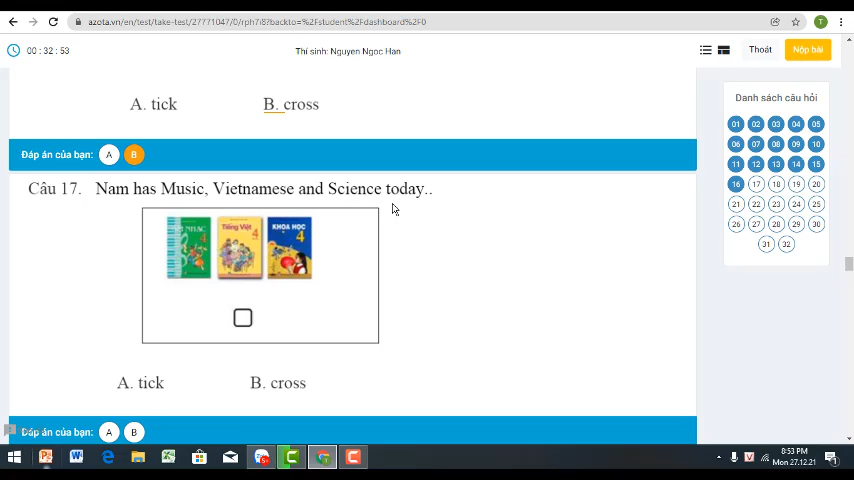 azota.vn/en/test/take-test/27771047/0/rph7i8?backto=%2Fstudent%2Fdashboard%2F0
T
00 : 32 : 53
Thí sinh: Nguyen Ngoc Han
Thoát
Nộp bài
A. tick B. cross
Danh sách câu hỏi
01 02 03 04 05
06 07 08 09 10
11 12 13 14 15
16 17 18 19 20
21 22 23 24 25
26 27 28 29 30
31 32
Đáp án của bạn: A B
Câu 17. Nam has Music, Vietnamese and Science today..
NHẠC 4
Tiếng Việt 4
KHOA HỌC 4
A. tick B. cross
Đáp án của bạn: A B
8:53 PM
Mon 27.12.21